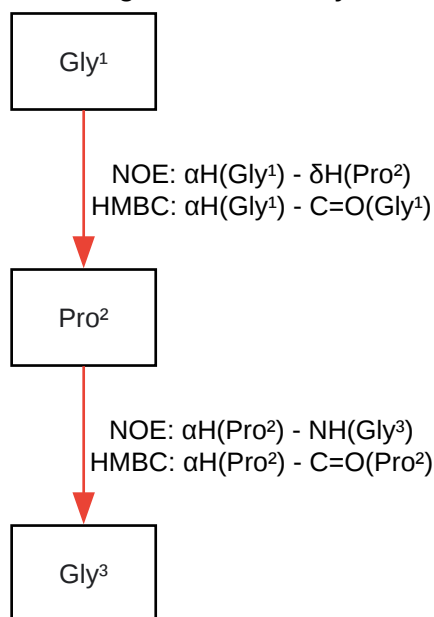 Gly¹
NOE: αH(Gly¹) - δH(Pro²)
HMBC: αH(Gly¹) - C=O(Gly¹)
Pro²
NOE: αH(Pro²) - NH(Gly³)
HMBC: αH(Pro²) - C=O(Pro²)
Gly³